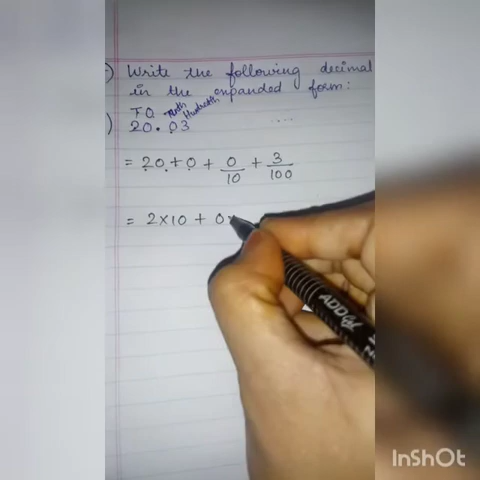 ) Write the following decimal
in the expanded form:
T O Tenth Hundredth
) 20.03 ....
= 20 + 0 + 0/10 + 3/100
= 2×10 + 0×
ADDGel
InShOt